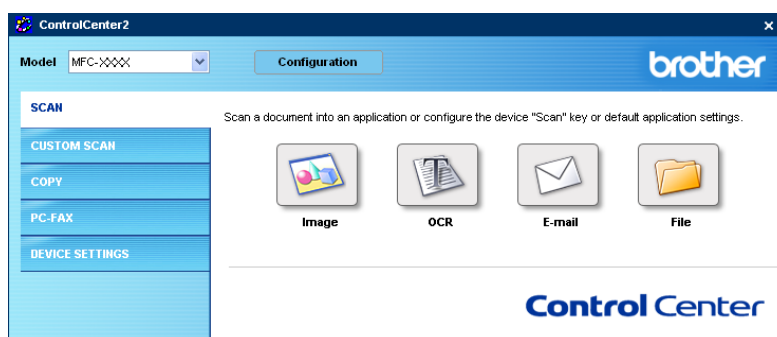 ControlCenter2
Model MFC-XXXX Configuration brother
SCAN
Scan a document into an application or configure the device "Scan" key or default application settings.
CUSTOM SCAN
COPY
PC-FAX
DEVICE SETTINGS
Image OCR E-mail File
Control Center